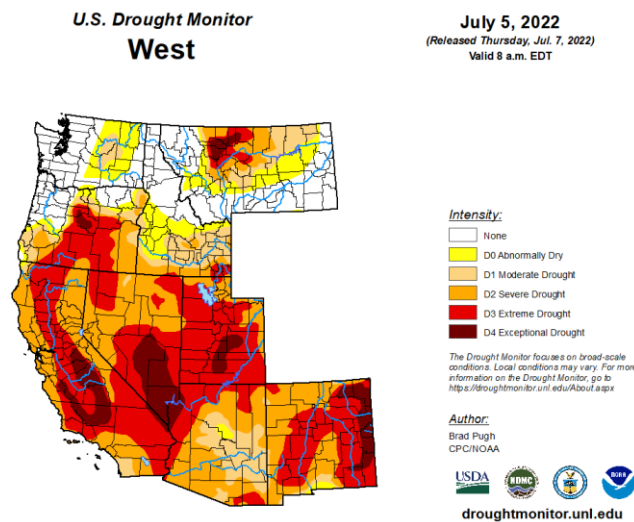 U.S. Drought Monitor
West
July 5, 2022
(Released Thursday, Jul. 7, 2022)
Valid 8 a.m. EDT
Intensity:
None
D0 Abnormally Dry
D1 Moderate Drought
D2 Severe Drought
D3 Extreme Drought
D4 Exceptional Drought
The Drought Monitor focuses on broad-scale
conditions. Local conditions may vary. For more
information on the Drought Monitor, go to
https://droughtmonitor.unl.edu/About.aspx
Author:
Brad Pugh
CPC/NOAA
USDA
NDMC
NOAA
droughtmonitor.unl.edu